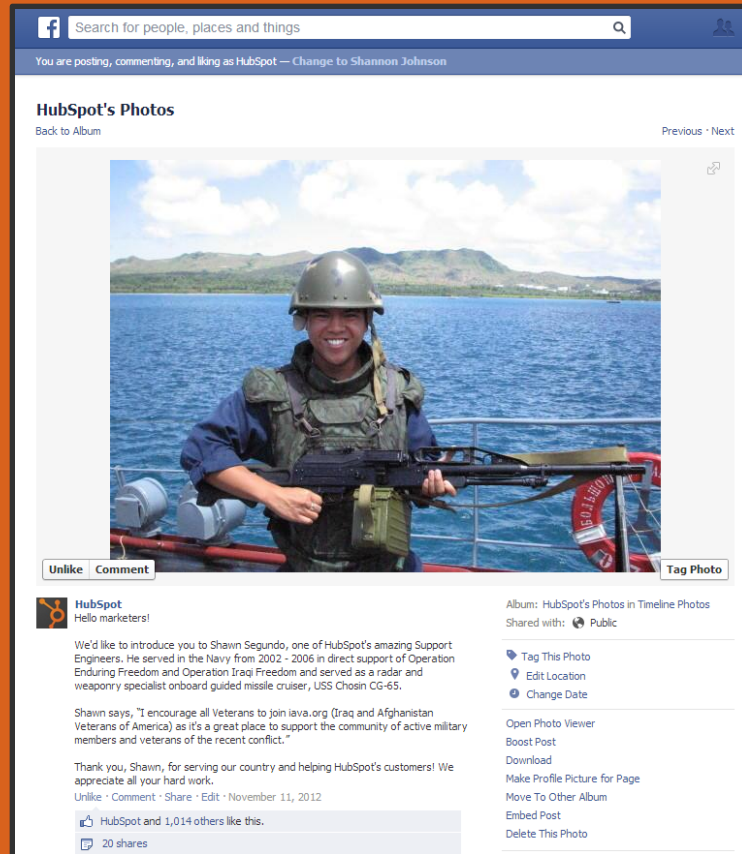 Search for people, places and things
You are posting, commenting, and liking as HubSpot — Change to Shannon Johnson
HubSpot's Photos
Back to Album
Previous · Next
БОЛЬШО
Unlike Comment
Tag Photo
HubSpot
Hello marketers!
We'd like to introduce you to Shawn Segundo, one of HubSpot's amazing Support
Engineers. He served in the Navy from 2002 - 2006 in direct support of Operation
Enduring Freedom and Operation Iraqi Freedom and served as a radar and
weaponry specialist onboard guided missile cruiser, USS Chosin CG-65.
Shawn says, "I encourage all Veterans to join iava.org (Iraq and Afghanistan
Veterans of America) as it's a great place to support the community of active military
members and veterans of the recent conflict."
Thank you, Shawn, for serving our country and helping HubSpot's customers! We
appreciate all your hard work.
Unlike · Comment · Share · Edit · November 11, 2012
HubSpot and 1,014 others like this.
20 shares
Album: HubSpot's Photos in Timeline Photos
Shared with: Public
Tag This Photo
Edit Location
Change Date
Open Photo Viewer
Boost Post
Download
Make Profile Picture for Page
Move To Other Album
Embed Post
Delete This Photo